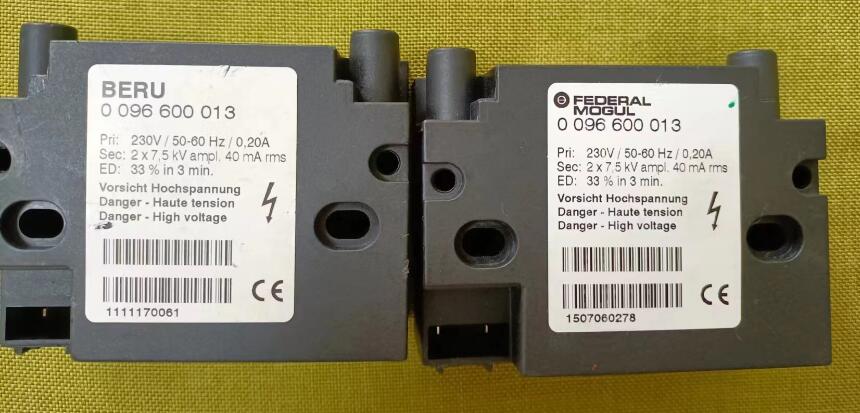 BERU
0 096 600 013
Pri: 230V / 50-60 Hz / 0,20A
Sec: 2 x 7,5 kV ampl. 40 mA rms
ED: 33 % in 3 min.
Vorsicht Hochspannung
Danger - Haute tension
Danger - High voltage
CE
1111170061
FEDERAL
MOGUL
0 096 600 013
Pri: 230V / 50-60 Hz / 0,20A
Sec: 2 x 7,5 kV ampl. 40 mA rms
ED: 33 % in 3 min.
Vorsicht Hochspannung
Danger - Haute tension
Danger - High voltage
CE
1507060278